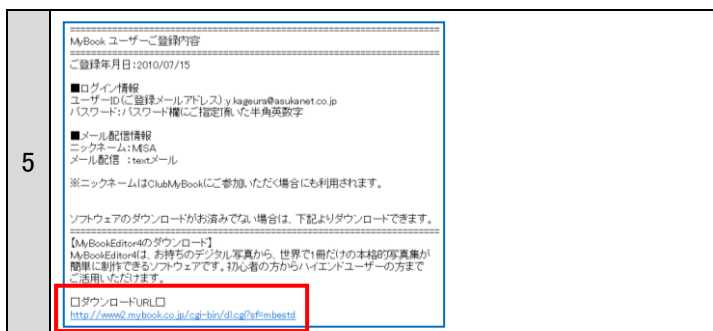 5
==================================================
MyBook ユーザーご登録内容
==================================================
ご登録年月日:2010/07/15
■ログイン情報
ユーザーID(ご登録メールアドレス) y.kageura@asukanet.co.jp
パスワード:パスワード欄にご指定頂いた半角英数字
■メール配信情報
ニックネーム:MISA
メール配信 :textメール
※ニックネームはClubMyBookにご参加いただく場合にも利用されます。
ソフトウェアのダウンロードがお済みでない場合は、下記よりダウンロードできます。
==================================================
【MyBookEditor4のダウンロード】
MyBookEditor4は、お持ちのデジタル写真から、世界で1冊だけの本格的写真集が
簡単に制作できるソフトウェアです。初心者の方からハイエンドユーザーの方まで
ご活用いただけます。
□ダウンロードURL□
http://www2.mybook.co.jp/cgi-bin/dl.cgi?sf=mbestd